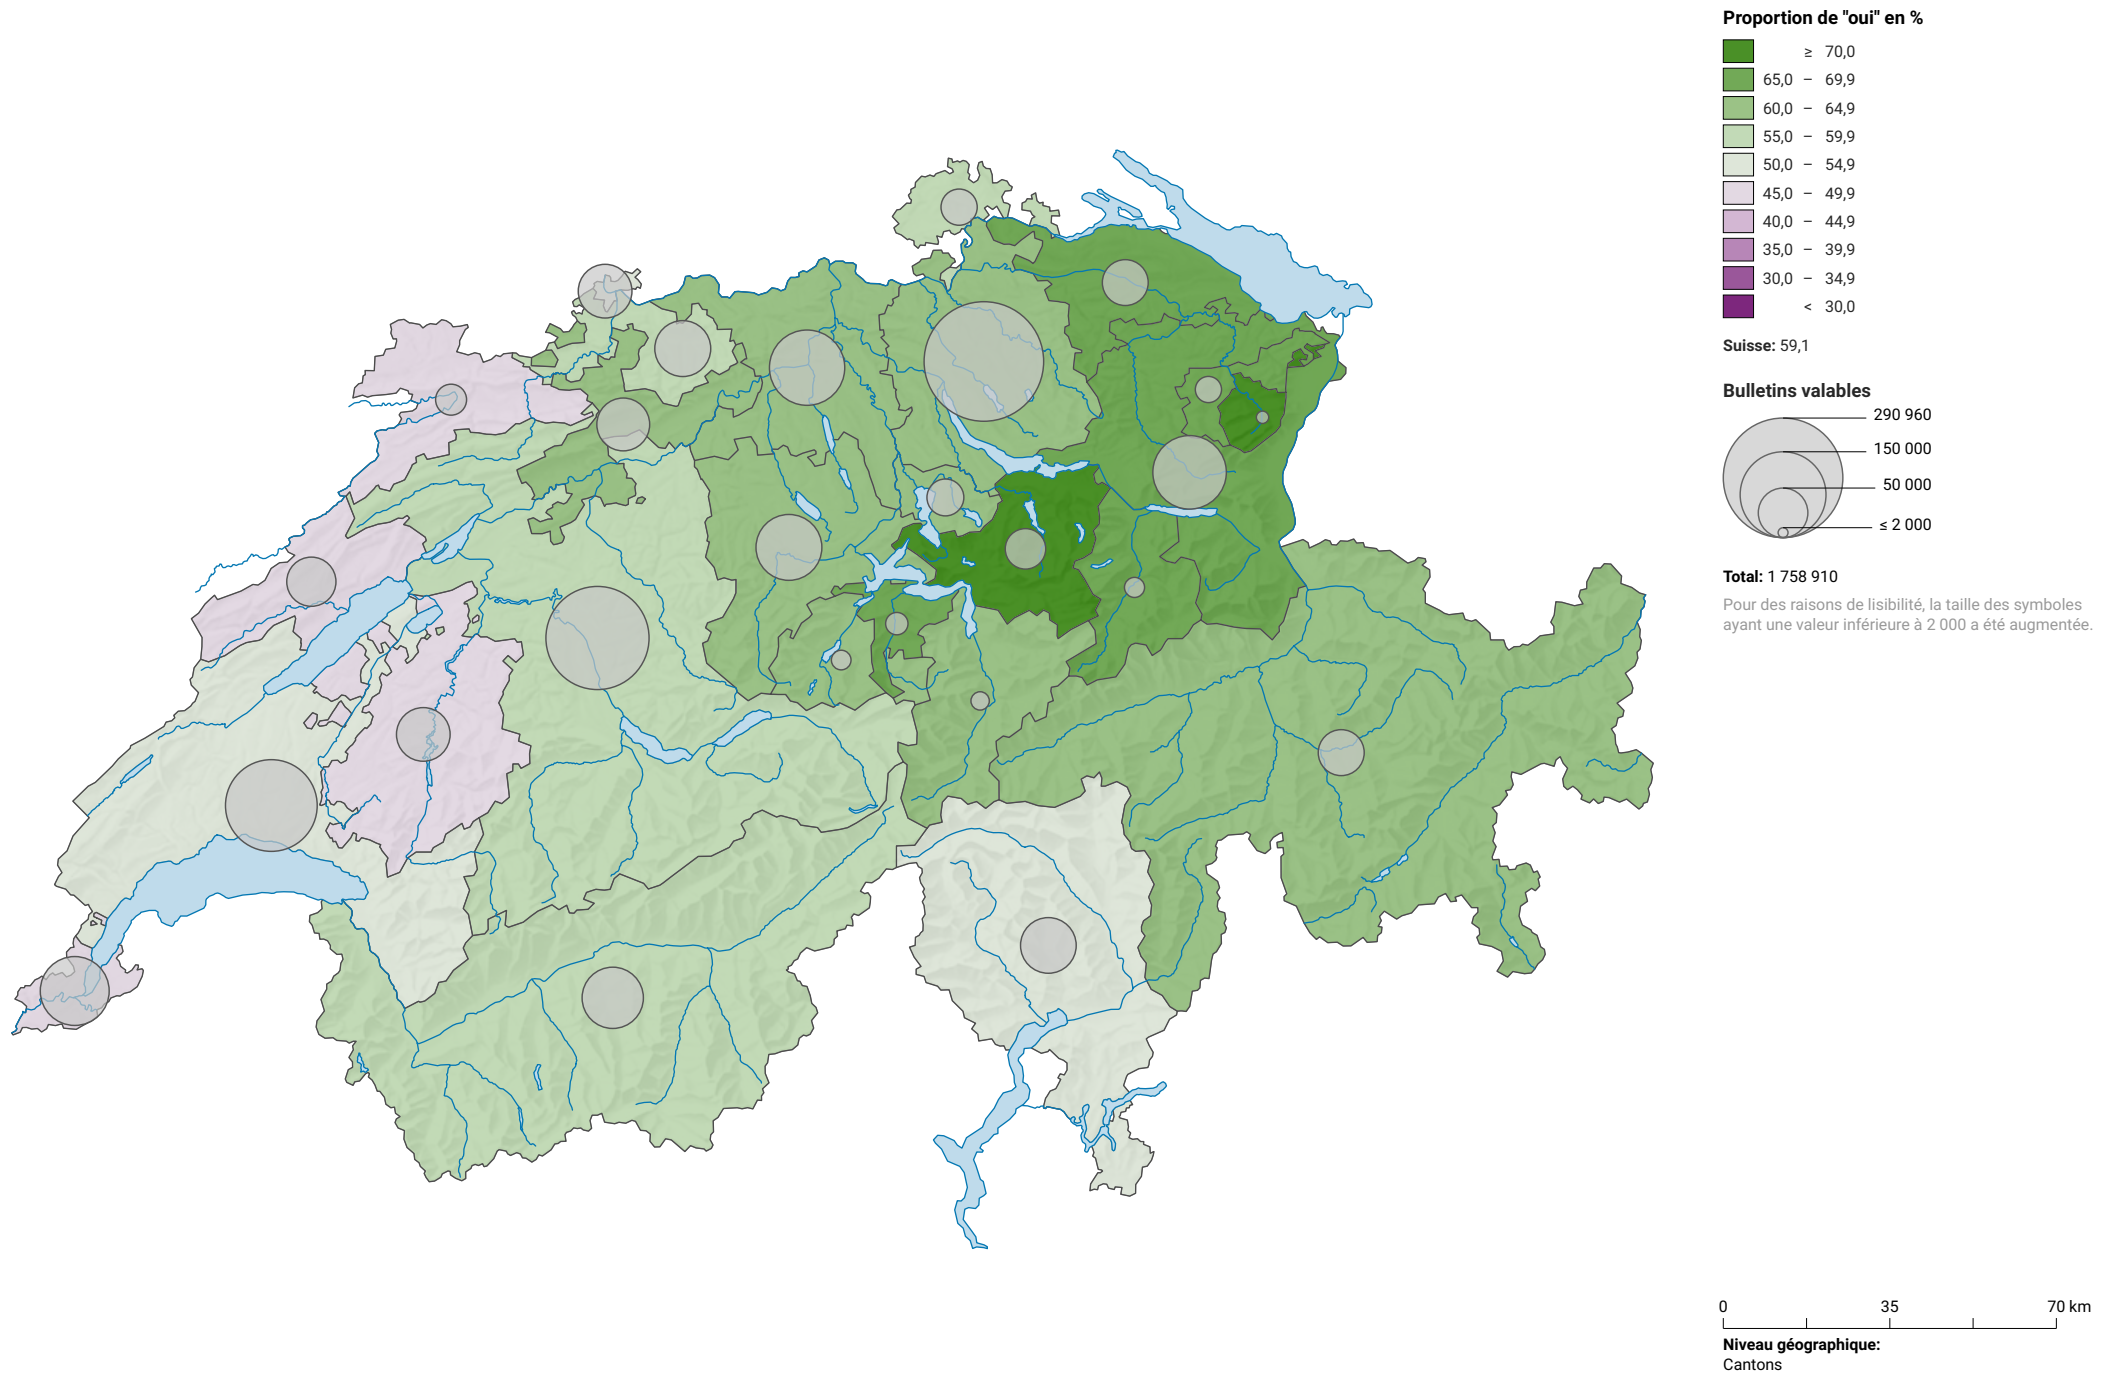 Proportion de "oui" en %
≥ 70,0
65,0 – 69,9
60,0 – 64,9
55,0 – 59,9
50,0 – 54,9
45,0 – 49,9
40,0 – 44,9
35,0 – 39,9
30,0 – 34,9
< 30,0
Suisse: 59,1
Bulletins valables
290 960
150 000
50 000
≤ 2 000
Total: 1 758 910
Pour des raisons de lisibilité, la taille des symboles
ayant une valeur inférieure à 2 000 a été augmentée.
0 35 70 km
Niveau géographique:
Cantons